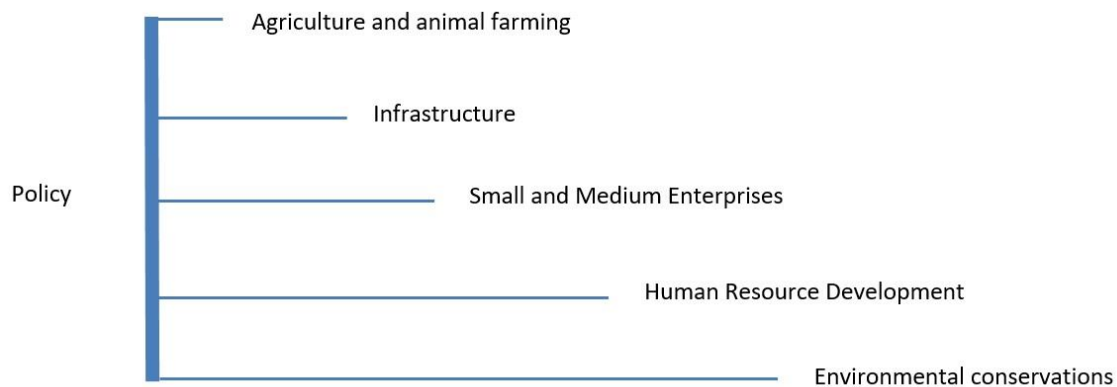 Agriculture and animal farming
Infrastructure
Policy
Small and Medium Enterprises
Human Resource Development
Environmental conservations